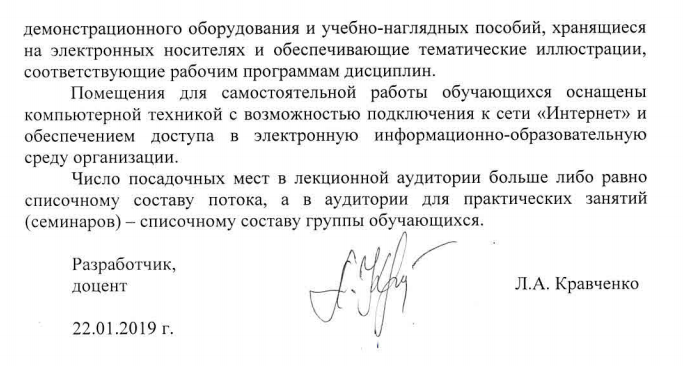 демонстрационного оборудования и учебно-наглядных пособий, хранящиеся
на электронных носителях и обеспечивающие тематические иллюстрации,
соответствующие рабочим программам дисциплин.
Помещения для самостоятельной работы обучающихся оснащены
компьютерной техникой с возможностью подключения к сети «Интернет» и
обеспечением доступа в электронную информационно-образовательную
среду организации.
Число посадочных мест в лекционной аудитории больше либо равно
списочному составу потока, а в аудитории для практических занятий
(семинаров) – списочному составу группы обучающихся.
Разработчик,
доцент
Л.А. Кравченко
22.01.2019 г.